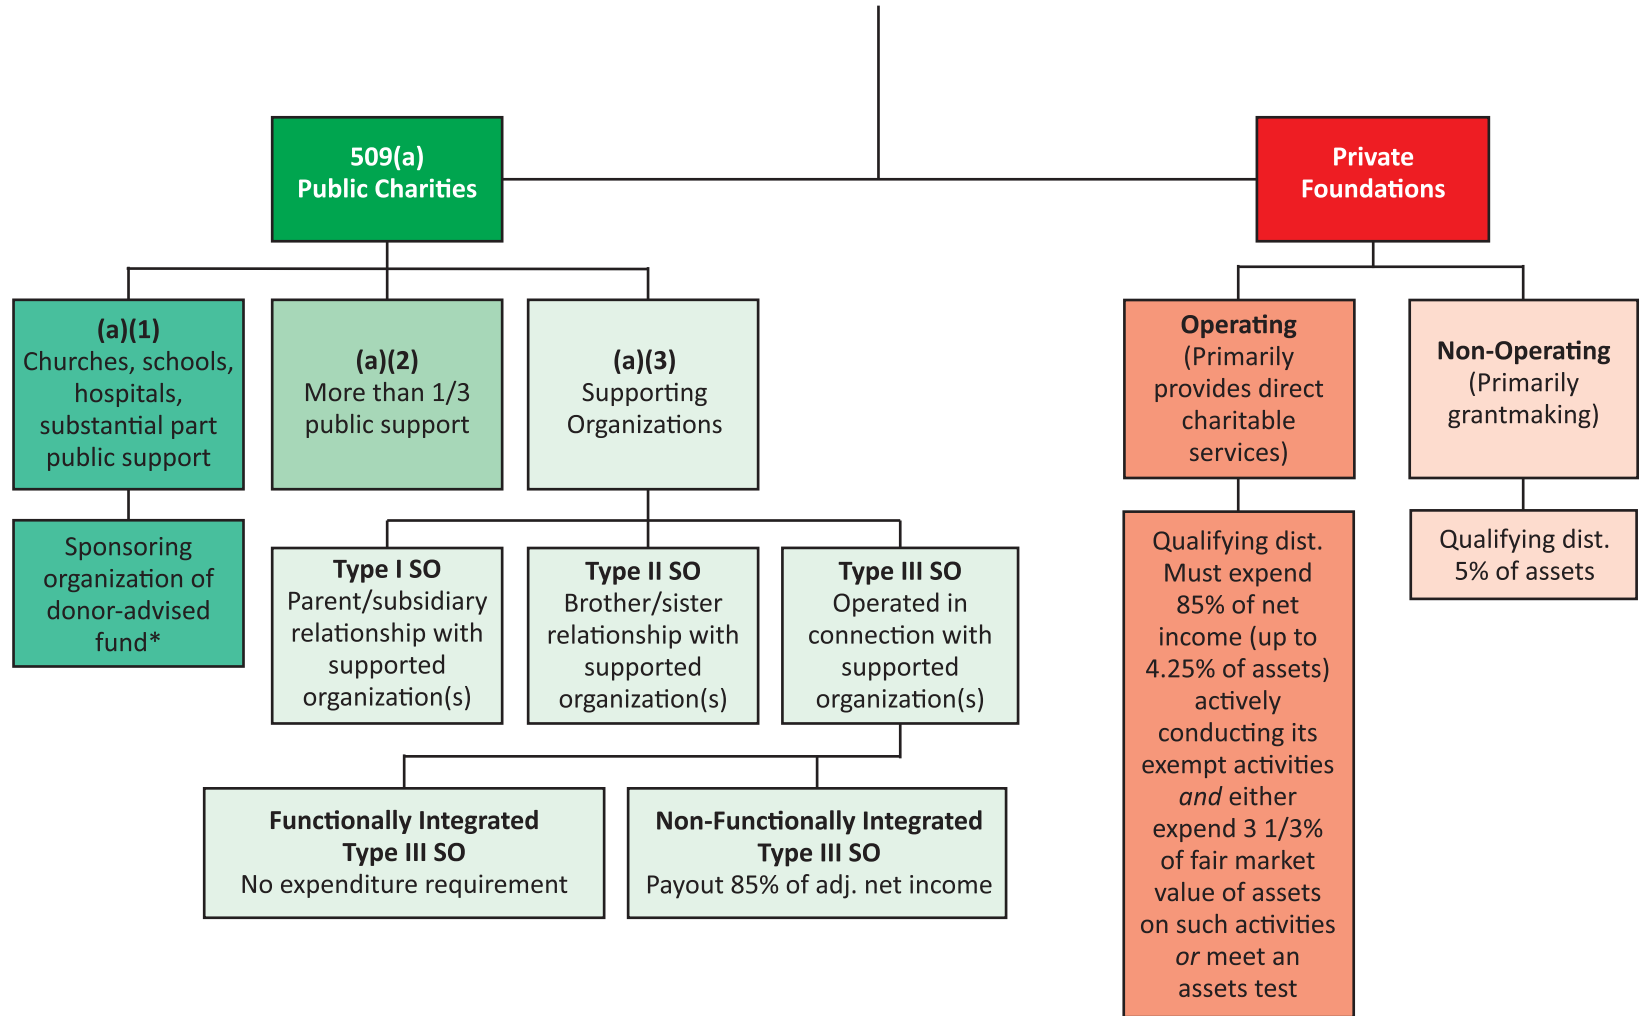 509(a)
Public Charities
Private
Foundations
(a)(1)
Churches, schools,
hospitals,
substantial part
public support
(a)(2)
More than 1/3
public support
(a)(3)
Supporting
Organizations
Operating
(Primarily
provides direct
charitable
services)
Non-Operating
(Primarily
grantmaking)
Sponsoring
organization of
donor-advised
fund*
Type I SO
Parent/subsidiary
relationship with
supported
organization(s)
Type II SO
Brother/sister
relationship with
supported
organization(s)
Type III SO
Operated in
connection with
supported
organization(s)
Qualifying dist.
Must expend
85% of net
income (up to
4.25% of assets)
actively
conducting its
exempt activities
and either
expend 3 1/3%
of fair market
value of assets
on such activities
or meet an
assets test
Qualifying dist.
5% of assets
Functionally Integrated
Type III SO
No expenditure requirement
Non-Functionally Integrated
Type III SO
Payout 85% of adj. net income